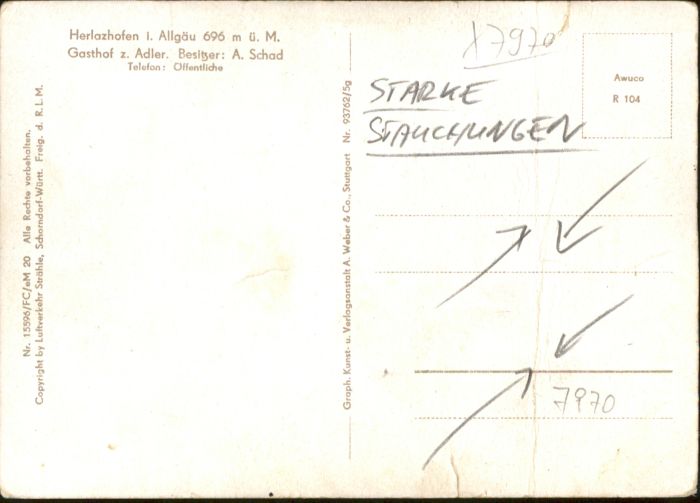 Herlazhofen i. Allgäu 696 m ü. M.
Gasthof z. Adler. Besitzer: A. Schad
Telefon: Öffentliche
Nr. 15596/FC/eM 20 Alle Rechte vorbehalten.
Copyright by Luftverkehr Strähle, Schorndorf-Württ. Freig. d. R.L.M.
Graph. Kunst- u. Verlagsanstalt A. Weber & Co., Stuttgart Nr. 93762/5g
X7970
STARKE
STAUCHUNGEN
Awuco
R 104
7970